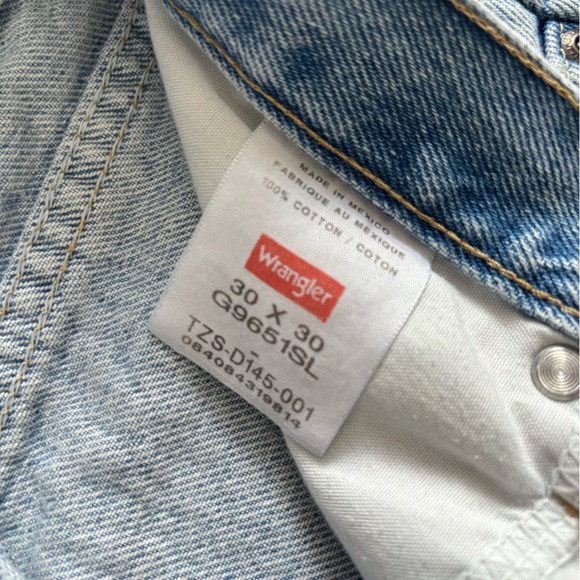 MADE IN MEXICO
FABRIQUE AU MEXIQUE
100% COTTON / COTON
Wrangler
30 X 30
G9651SL
TZS-D145-001
084084319814